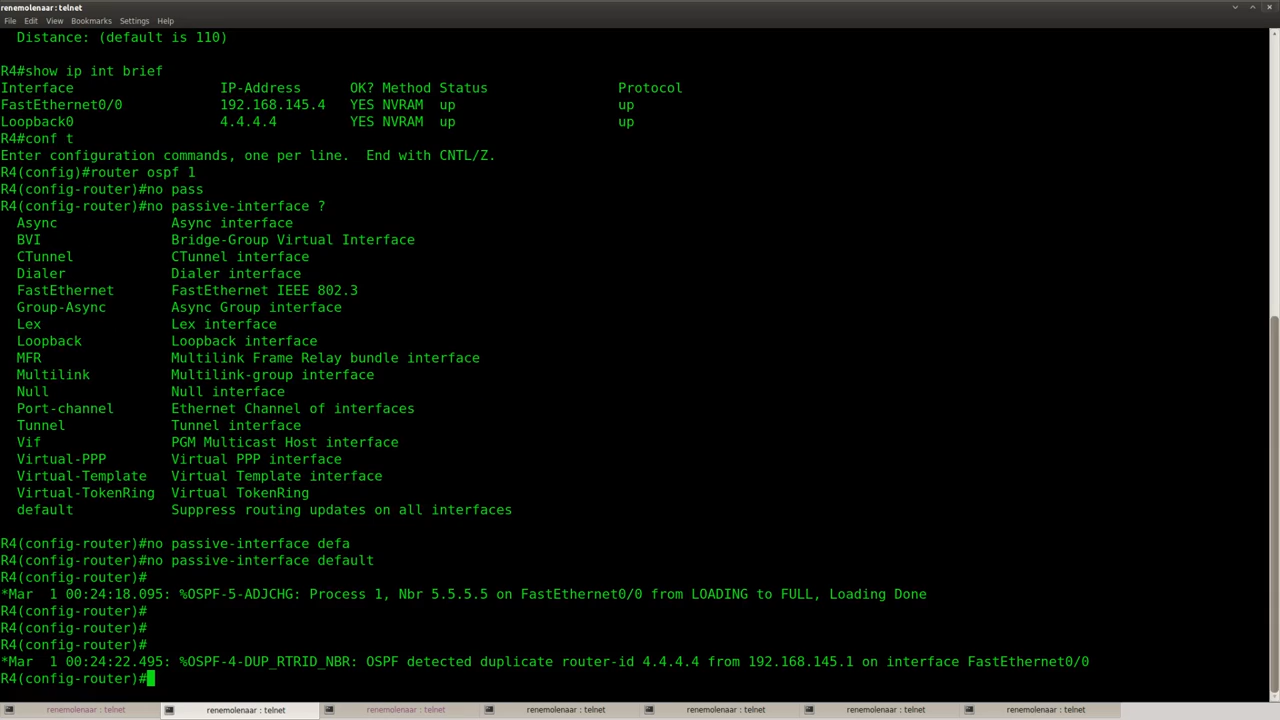 renemolenaar : telnet
File Edit View Bookmarks Settings Help
Distance: (default is 110)
R4#show ip int brief
Interface IP-Address OK? Method Status Protocol
FastEthernet0/0 192.168.145.4 YES NVRAM up up
Loopback0 4.4.4.4 YES NVRAM up up
R4#conf t
Enter configuration commands, one per line. End with CNTL/Z.
R4(config)#router ospf 1
R4(config-router)#no pass
R4(config-router)#no passive-interface ?
Async Async interface
BVI Bridge-Group Virtual Interface
CTunnel CTunnel interface
Dialer Dialer interface
FastEthernet FastEthernet IEEE 802.3
Group-Async Async Group interface
Lex Lex interface
Loopback Loopback interface
MFR Multilink Frame Relay bundle interface
Multilink Multilink-group interface
Null Null interface
Port-channel Ethernet Channel of interfaces
Tunnel Tunnel interface
Vif PGM Multicast Host interface
Virtual-PPP Virtual PPP interface
Virtual-Template Virtual Template interface
Virtual-TokenRing Virtual TokenRing
default Suppress routing updates on all interfaces
R4(config-router)#no passive-interface defa
R4(config-router)#no passive-interface default
R4(config-router)#
*Mar 1 00:24:18.095: %OSPF-5-ADJCHG: Process 1, Nbr 5.5.5.5 on FastEthernet0/0 from LOADING to FULL, Loading Done
R4(config-router)#
R4(config-router)#
R4(config-router)#
*Mar 1 00:24:22.495: %OSPF-4-DUP_RTRID_NBR: OSPF detected duplicate router-id 4.4.4.4 from 192.168.145.1 on interface FastEthernet0/0
R4(config-router)#
renemolenaar : telnet renemolenaar : telnet renemolenaar : telnet renemolenaar : telnet renemolenaar : telnet renemolenaar : telnet renemolenaar : telnet